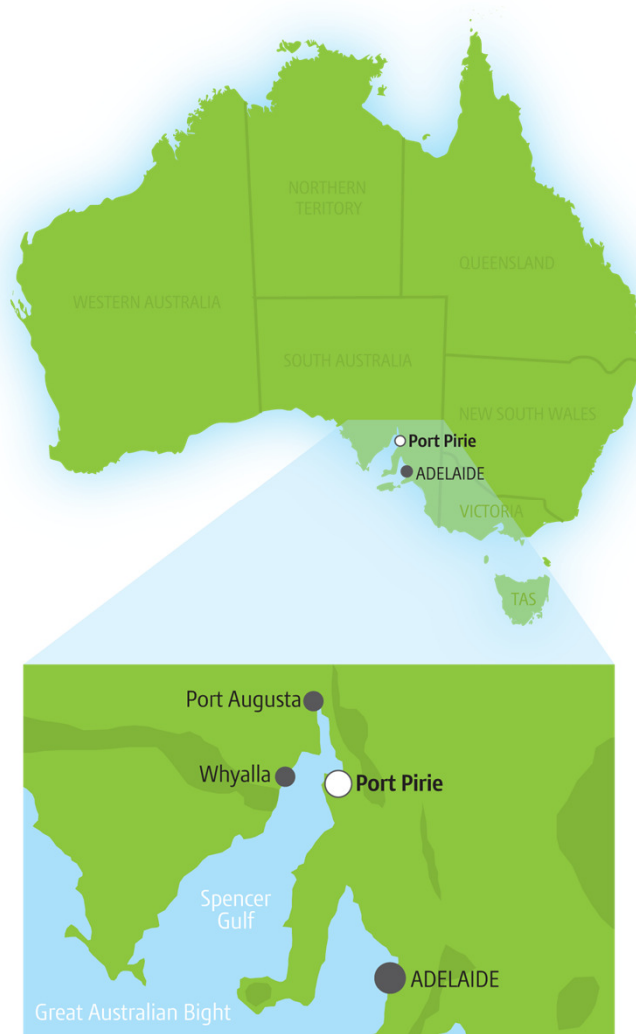 NORTHERN
TERITORY
QUEENSLAND
WESTERN AUSTRALIA
SOUTH AUSTRALIA
NEW SOUTH WALES
Port Pirie
ADELAIDE
VICTORIA
TAS
Port Augusta
Whyalla
Port Pirie
Spencer
Gulf
ADELAIDE
Great Australian Bight